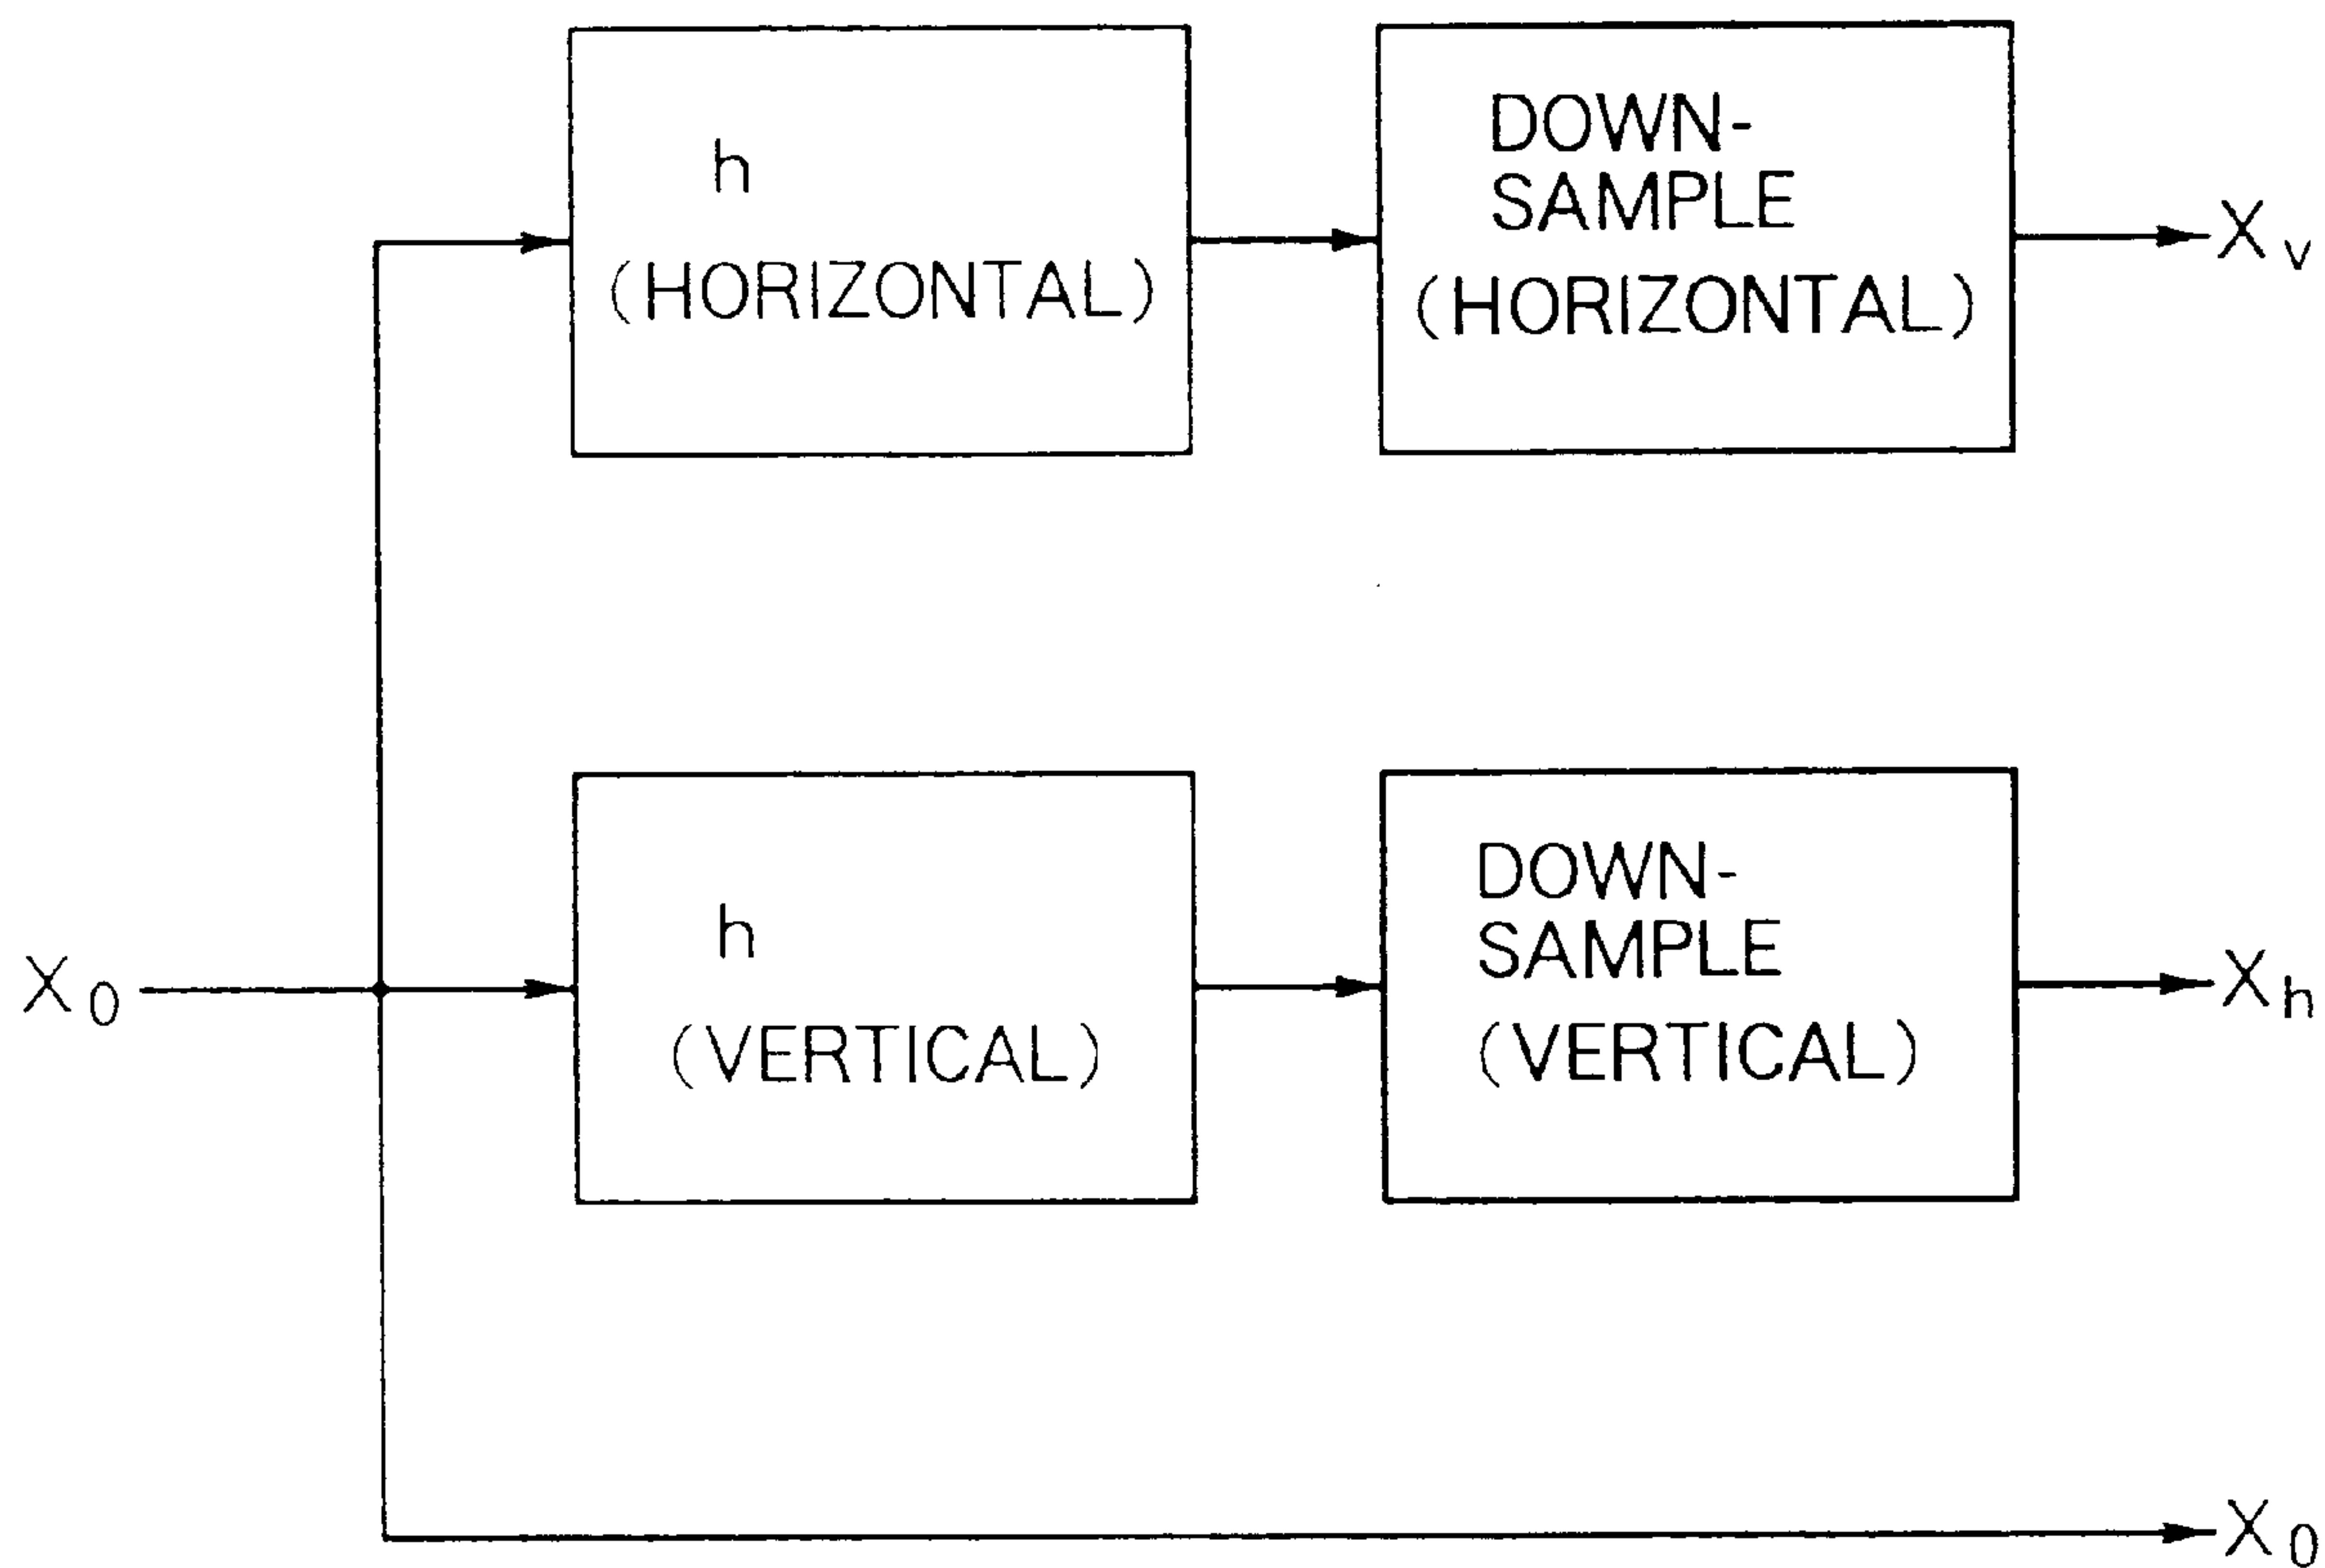 h
(HORIZONTAL)
DOWN-
SAMPLE
(HORIZONTAL)
Xv
X0
h
(VERTICAL)
DOWN-
SAMPLE
(VERTICAL)
Xh
X0